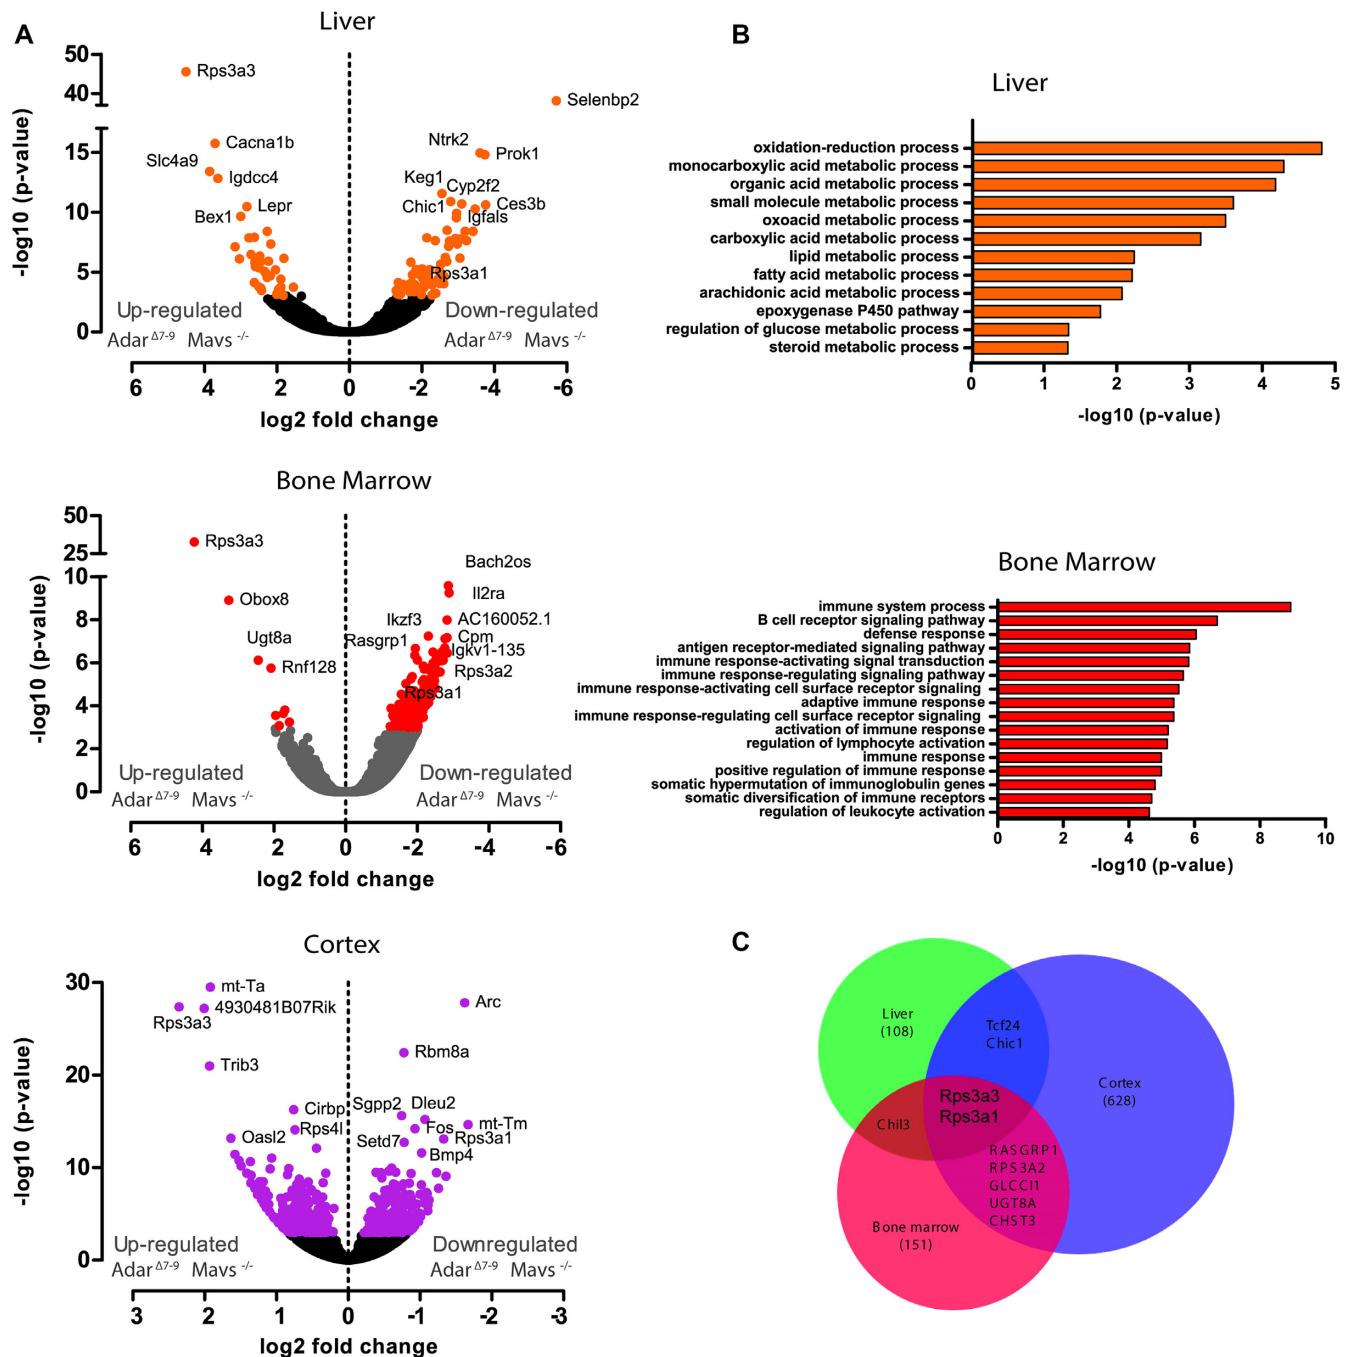 A
Liver
50
40
15
10
5
0
-log10 (p-value)
Rps3a3
Selenbp2
Cacna1b
Slc4a9
Igdcc4
Lepr
Bex1
Ntrk2
Prok1
Keg1
Cyp2f2
Chic1
Ces3b
Igfals
Rps3a1
Up-regulated
Adar Δ7-9 Mavs -/-
Down-regulated
Adar Δ7-9 Mavs -/-
6 4 2 0 -2 -4 -6
log2 fold change
Bone Marrow
50
25
10
8
6
4
2
0
-log10 (p-value)
Rps3a3
Obox8
Ugt8a
Rnf128
Bach2os
Il2ra
Ikzf3
AC160052.1
Rasgrp1
Cpm
Igkv1-135
Rps3a2
Rps3a1
Up-regulated
Adar Δ7-9 Mavs -/-
Down-regulated
Adar Δ7-9 Mavs -/-
6 4 2 0 -2 -4 -6
log2 fold change
Cortex
30
20
10
0
-log10 (p-value)
mt-Ta
4930481B07Rik
Rps3a3
Trib3
Cirbp
Rps4l
Oasl2
Arc
Rbm8a
Sgpp2
Dleu2
Fos
mt-Tm
Setd7
Rps3a1
Bmp4
Up-regulated
Adar Δ7-9 Mavs -/-
Downregulated
Adar Δ7-9 Mavs -/-
3 2 1 0 -1 -2 -3
log2 fold change
B
Liver
oxidation-reduction process
monocarboxylic acid metabolic process
organic acid metabolic process
small molecule metabolic process
oxoacid metabolic process
carboxylic acid metabolic process
lipid metabolic process
fatty acid metabolic process
arachidonic acid metabolic process
epoxygenase P450 pathway
regulation of glucose metabolic process
steroid metabolic process
0 1 2 3 4 5
-log10 (p-value)
Bone Marrow
immune system process
B cell receptor signaling pathway
defense response
antigen receptor-mediated signaling pathway
immune response-activating signal transduction
immune response-regulating signaling pathway
immune response-activating cell surface receptor signaling
adaptive immune response
immune response-regulating cell surface receptor signaling
activation of immune response
regulation of lymphocyte activation
immune response
positive regulation of immune response
somatic hypermutation of immunoglobulin genes
somatic diversification of immune receptors
regulation of leukocyte activation
0 2 4 6 8 10
-log10 (p-value)
C
Liver
(108)
Tcf24
Chic1
Cortex
(628)
Rps3a3
Rps3a1
Chil3
RASGRP1
RPS3A2
GLCCI1
UGT8A
CHST3
Bone marrow
(151)